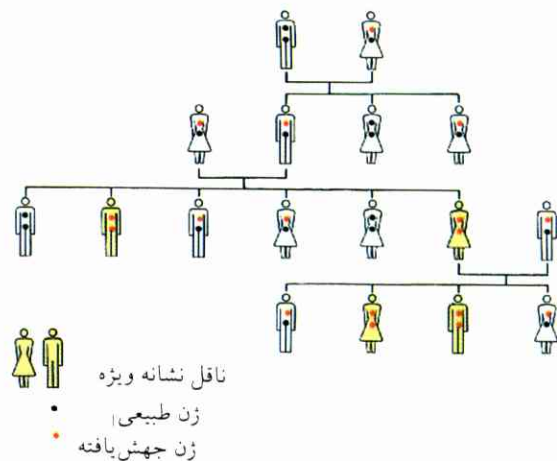 ناقل نشانه ویژه
ژن طبیعی
ژن جهش‌یافته